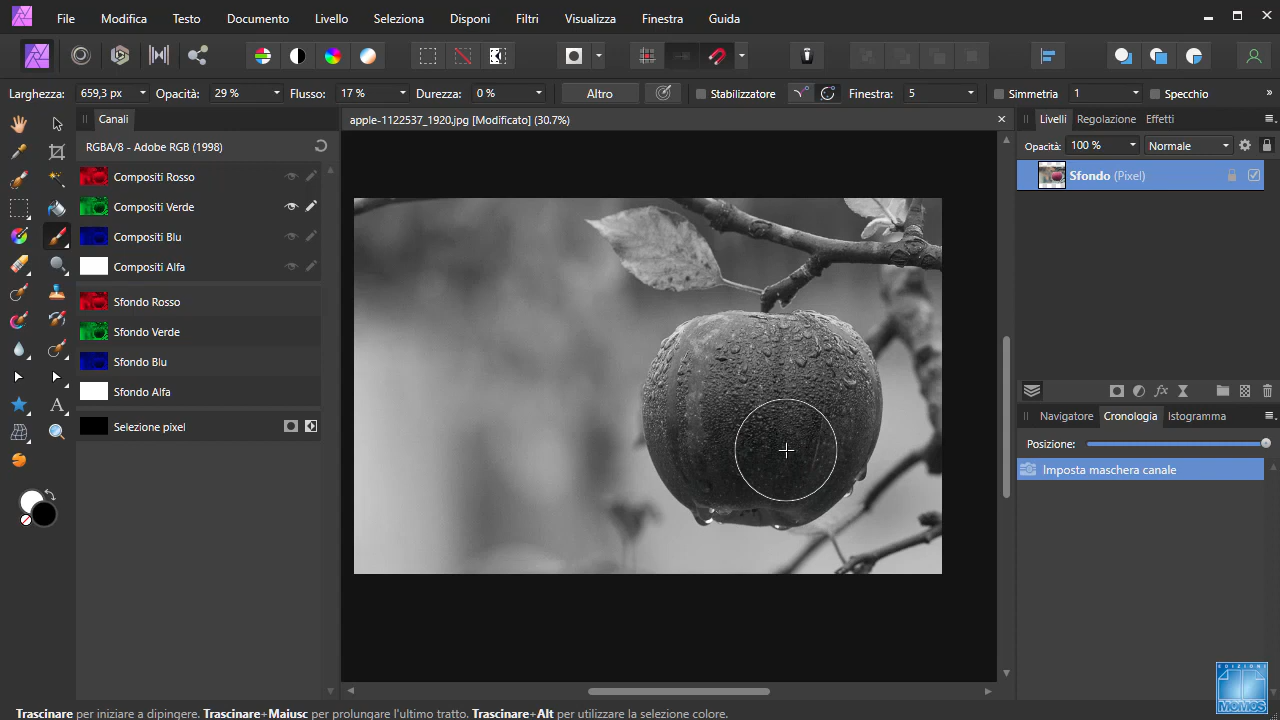 File Modifica Testo Documento Livello Seleziona Disponi Filtri Visualizza Finestra Guida
Larghezza: 659,3 px Opacità: 29 % Flusso: 17 % Durezza: 0 % Altro Stabilizzatore Finestra: 5 Simmetria 1 Specchio »
Canali
apple-1122537_1920.jpg [Modificato] (30.7%)
Livelli Regolazione Effetti
RGBA/8 - Adobe RGB (1998)
Opacità: 100 % Normale
Compositi Rosso
Sfondo (Pixel)
Compositi Verde
Compositi Blu
Compositi Alfa
Sfondo Rosso
Sfondo Verde
Sfondo Blu
Sfondo Alfa
Selezione pixel
Navigatore Cronologia Istogramma
Posizione:
Imposta maschera canale
EDIZIONI
MOMOS
Trascinare per iniziare a dipingere. Trascinare+Maiusc per prolungare l'ultimo tratto. Trascinare+Alt per utilizzare la selezione colore.